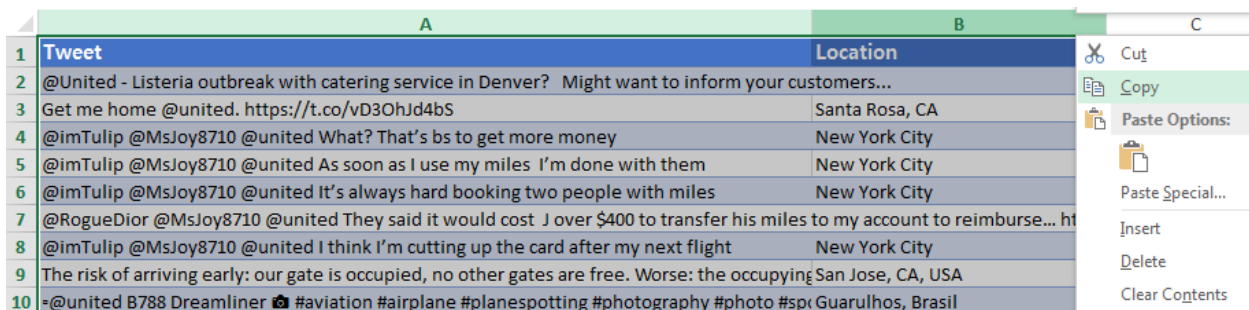 A B C
1 Tweet Location
Cut
2 @United - Listeria outbreak with catering service in Denver? Might want to inform your customers...
Copy
3 Get me home @united. https://t.co/vD3OhJd4bS Santa Rosa, CA
Paste Options:
4 @imTulip @MsJoy8710 @united What? That’s bs to get more money New York City
5 @imTulip @MsJoy8710 @united As soon as I use my miles I’m done with them New York City
6 @imTulip @MsJoy8710 @united It’s always hard booking two people with miles New York City
Paste Special...
7 @RogueDior @MsJoy8710 @united They said it would cost J over $400 to transfer his miles to my account to reimburse... ht
Insert
8 @imTulip @MsJoy8710 @united I think I’m cutting up the card after my next flight New York City
Delete
9 The risk of arriving early: our gate is occupied, no other gates are free. Worse: the occupying San Jose, CA, USA
Clear Contents
10 @united B788 Dreamliner 📷 #aviation #airplane #planespotting #photography #photo #spo Guarulhos, Brasil